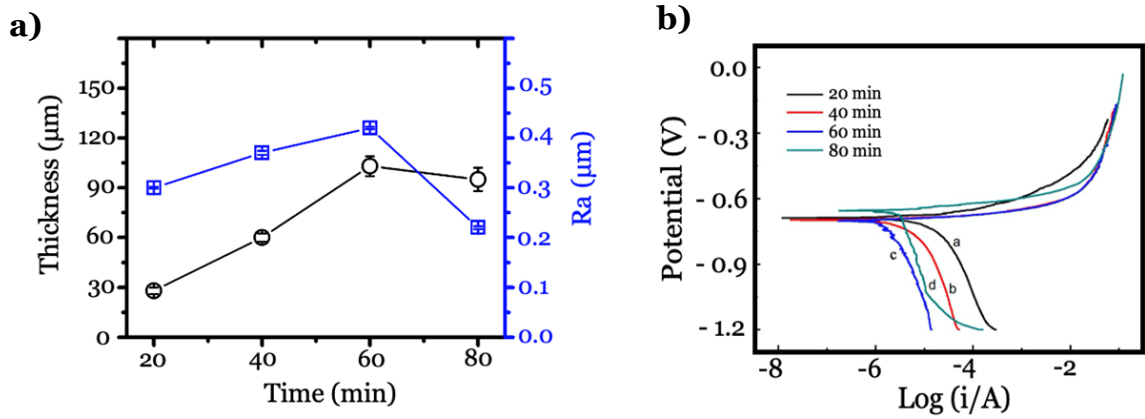 a)
Thickness (μm)
150
120
90
60
30
0
20 40 60 80
Time (min)
0.5
0.4
0.3
0.2
0.1
0.0
Ra (μm)
b)
Potential (V)
0.0
- 0.3
- 0.6
- 0.9
- 1.2
20 min
40 min
60 min
80 min
a
c
d b
-8 -6 -4 -2
Log (i/A)